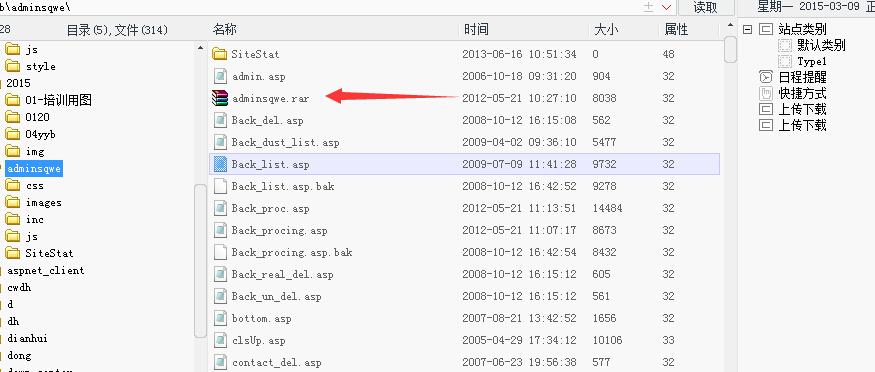 b\adminsqwe\ 读取 星期一 2015-03-09
28 目录(5),文件(314) 名称 时间 大小 属性 站点类别
js SiteStat 2013-06-16 10:51:34 0 48 默认类别
style admin.asp 2006-10-18 09:31:20 904 32 Type1
2015 adminsqwe.rar 2012-05-21 10:27:10 8038 32 日程提醒
01-培训用图 Back_del.asp 2008-10-12 16:15:08 562 32 快捷方式
0120 Back_dust_list.asp 2009-04-02 09:36:10 5477 32 上传下载
04yyb Back_list.asp 2009-07-09 11:41:28 9732 32 上传下载
img Back_list.asp.bak 2008-10-12 16:42:52 9278 32
adminsqwe Back_proc.asp 2012-05-21 11:13:51 14484 32
css Back_procing.asp 2012-05-21 11:07:17 8673 32
images Back_procing.asp.bak 2008-10-12 16:42:54 8432 32
inc Back_real_del.asp 2008-10-12 16:15:12 605 32
js Back_un_del.asp 2008-10-12 16:15:12 561 32
SiteStat bottom.asp 2007-08-21 13:42:52 1656 32
aspnet_client clsUp.asp 2005-04-29 17:34:12 10106 33
cwdh contact_del.asp 2007-06-23 19:56:38 577 32
d
dh
dianhui
dong